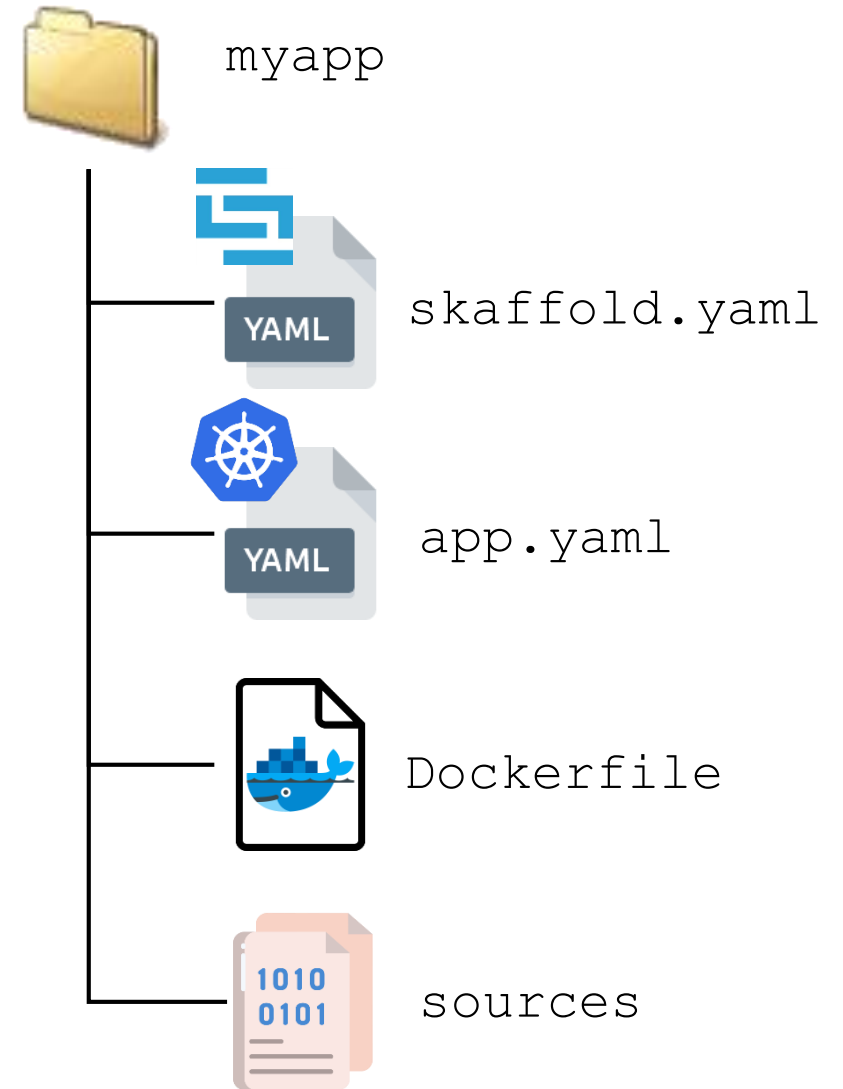 myapp
YAML
skaffold.yaml
YAML
app.yaml
Dockerfile
1010
0101
sources